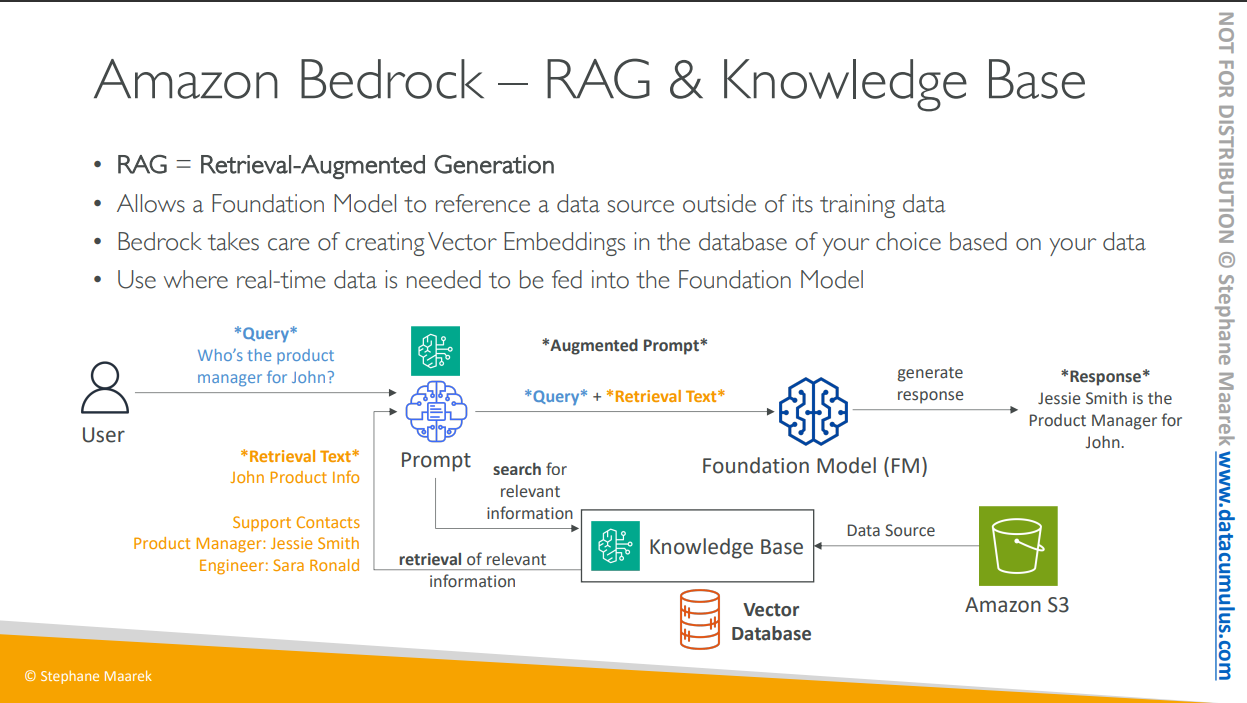 Amazon Bedrock – RAG & Knowledge Base
• RAG = Retrieval-Augmented Generation
• Allows a Foundation Model to reference a data source outside of its training data
• Bedrock takes care of creating Vector Embeddings in the database of your choice based on your data
• Use where real-time data is needed to be fed into the Foundation Model
*Query*
Who's the product
manager for John?
User
Prompt
*Augmented Prompt*
*Query* + *Retrieval Text*
Foundation Model (FM)
generate
response
*Response*
Jessie Smith is the
Product Manager for
John.
*Retrieval Text*
John Product Info
Support Contacts
Product Manager: Jessie Smith
Engineer: Sara Ronald
search for
relevant
information
retrieval of relevant
information
Knowledge Base
Data Source
Amazon S3
Vector
Database
© Stephane Maarek
NOT FOR DISTRIBUTION © Stephane Maarek www.datacumulus.com